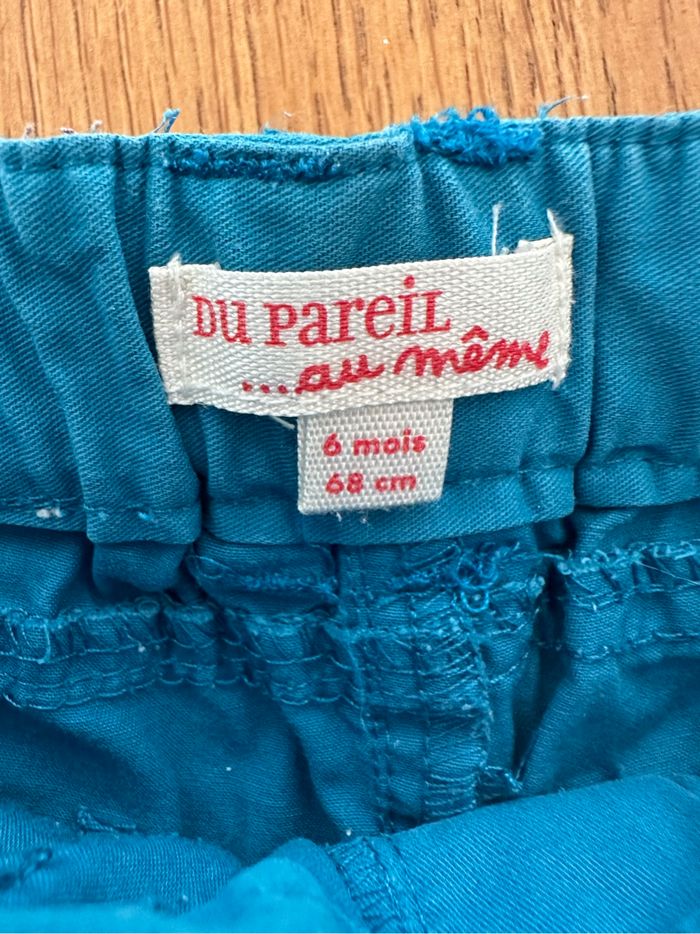 Du Pareil
...au même
6 mois
68 cm